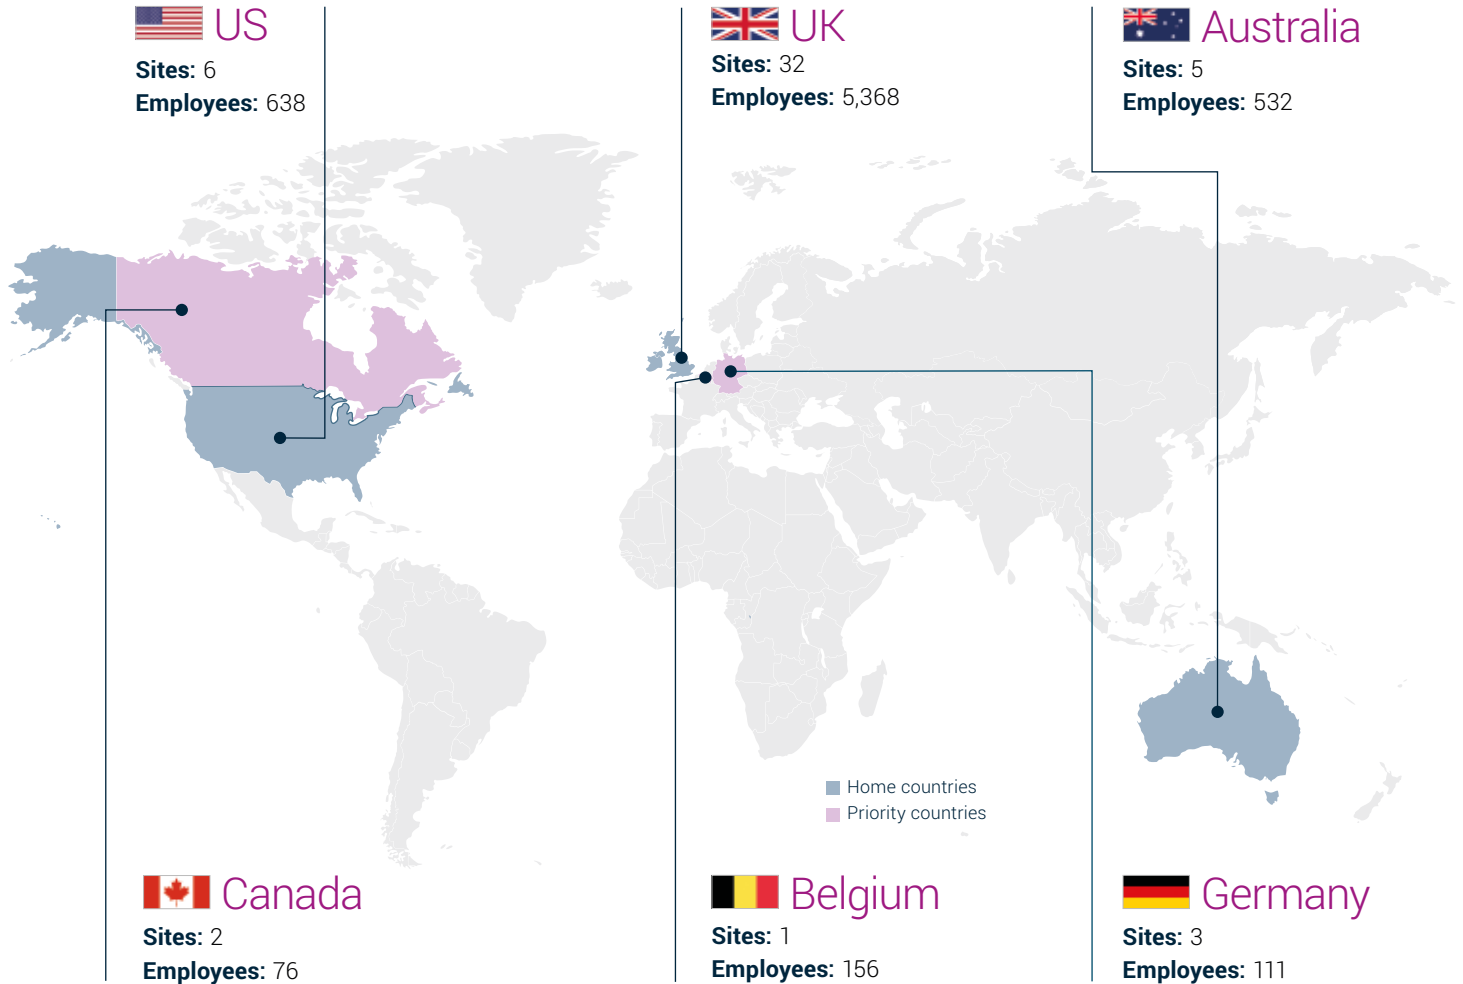 US
Sites: 6
Employees: 638
UK
Sites: 32
Employees: 5,368
Australia
Sites: 5
Employees: 532
Home countries
Priority countries
Canada
Sites: 2
Employees: 76
Belgium
Sites: 1
Employees: 156
Germany
Sites: 3
Employees: 111